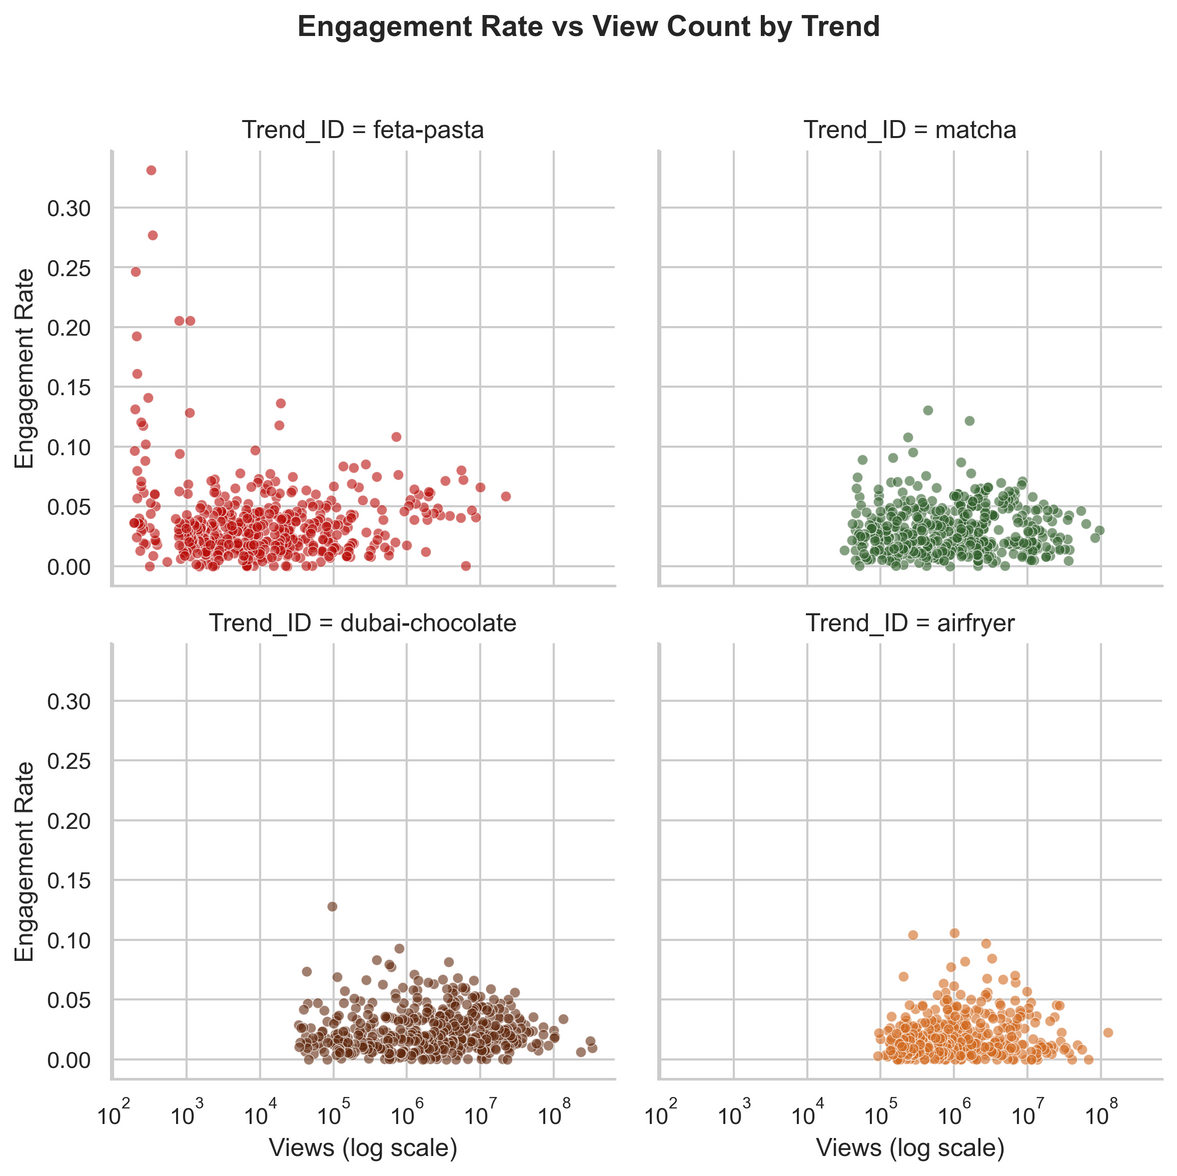 Engagement Rate vs View Count by Trend
Trend_ID = feta-pasta
Trend_ID = matcha
Engagement Rate
0.30
0.25
0.20
0.15
0.10
0.05
0.00
Trend_ID = dubai-chocolate
Trend_ID = airfryer
Engagement Rate
0.30
0.25
0.20
0.15
0.10
0.05
0.00
10² 10³ 10⁴ 10⁵ 10⁶ 10⁷ 10⁸
10² 10³ 10⁴ 10⁵ 10⁶ 10⁷ 10⁸
Views (log scale)
Views (log scale)